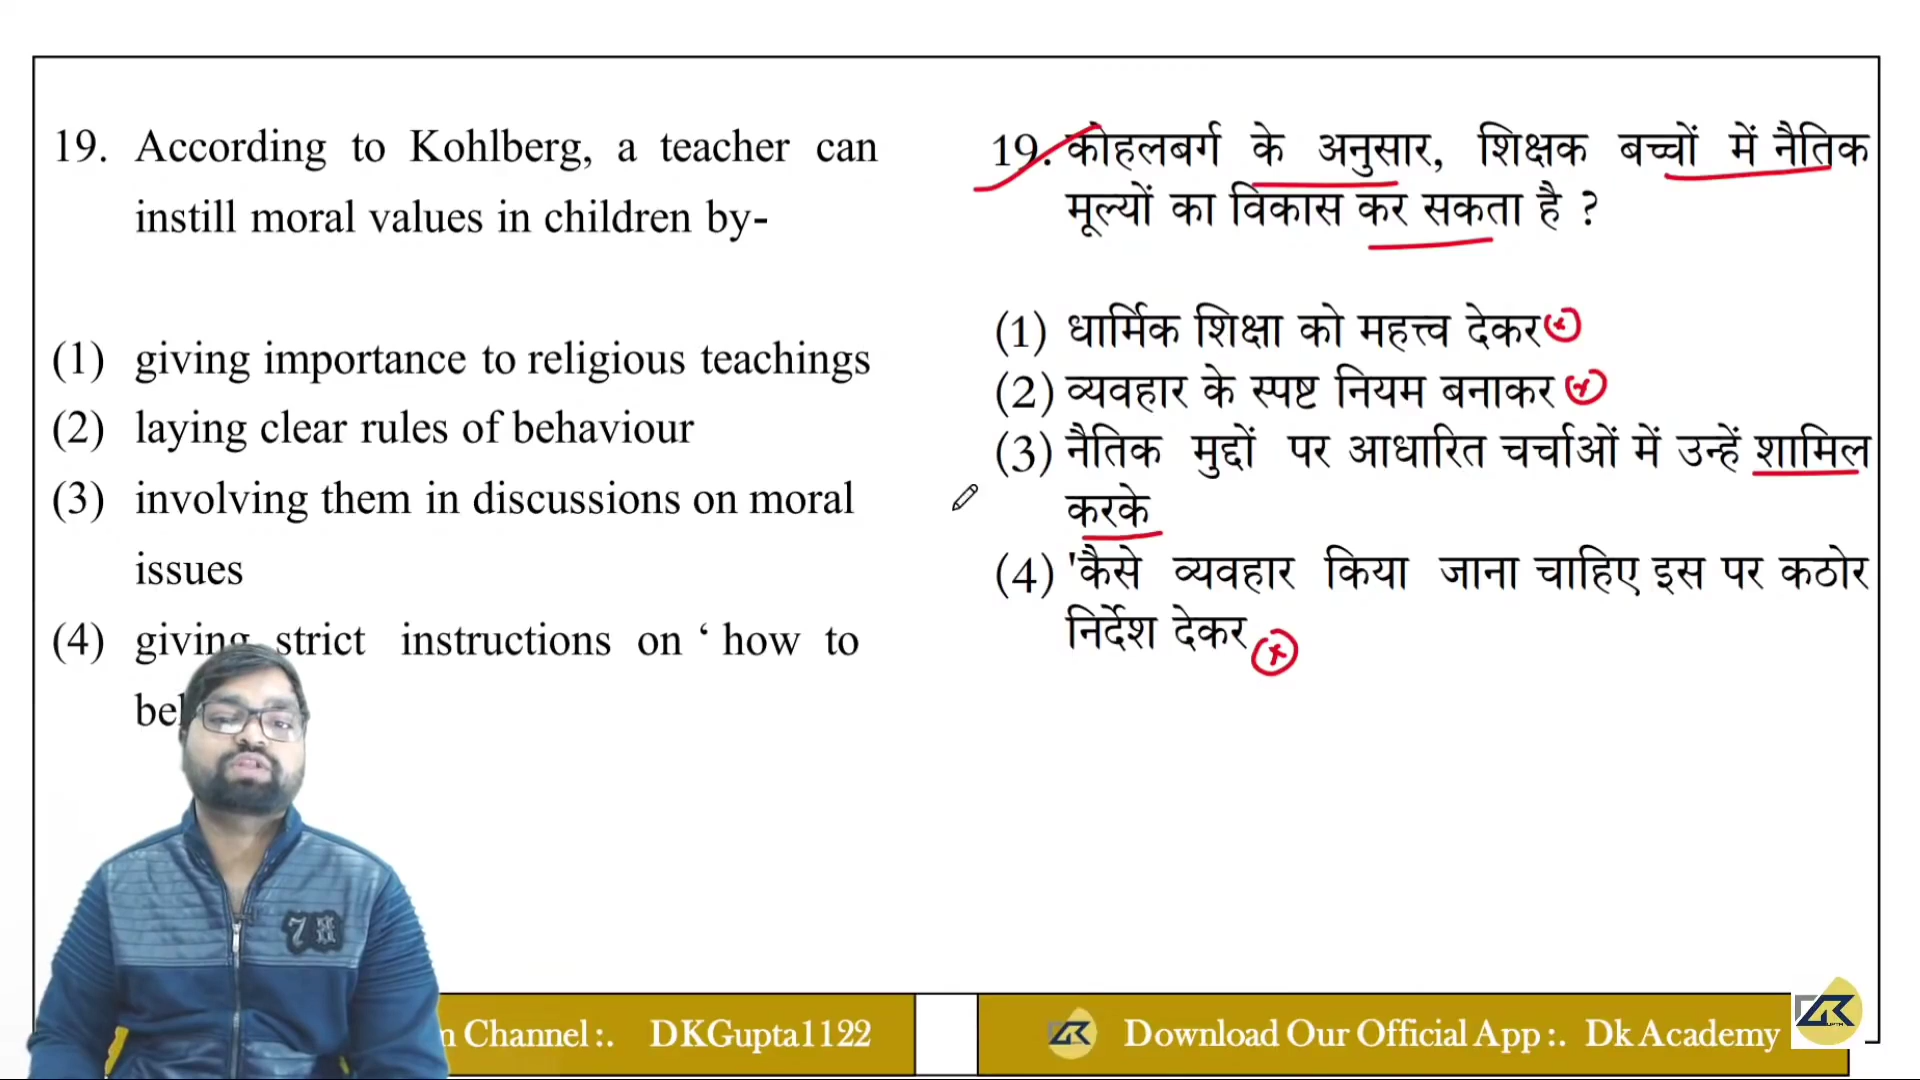 19. According to Kohlberg, a teacher can
instill moral values in children by-
(1) giving importance to religious teachings
(2) laying clear rules of behaviour
(3) involving them in discussions on moral
issues
(4) giving strict instructions on ‘ how to
19. कोहलबर्ग के अनुसार, शिक्षक बच्चों में नैतिक
मूल्यों का विकास कर सकता है ?
(1) धार्मिक शिक्षा को महत्त्व देकर
(2) व्यवहार के स्पष्ट नियम बनाकर
(3) नैतिक मुद्दों पर आधारित चर्चाओं में उन्हें शामिल
करके
(4) 'कैसे व्यवहार किया जाना चाहिए इस पर कठोर
निर्देश देकर
78
Channel :. DKGupta1122
Download Our Official App :. Dk Academy